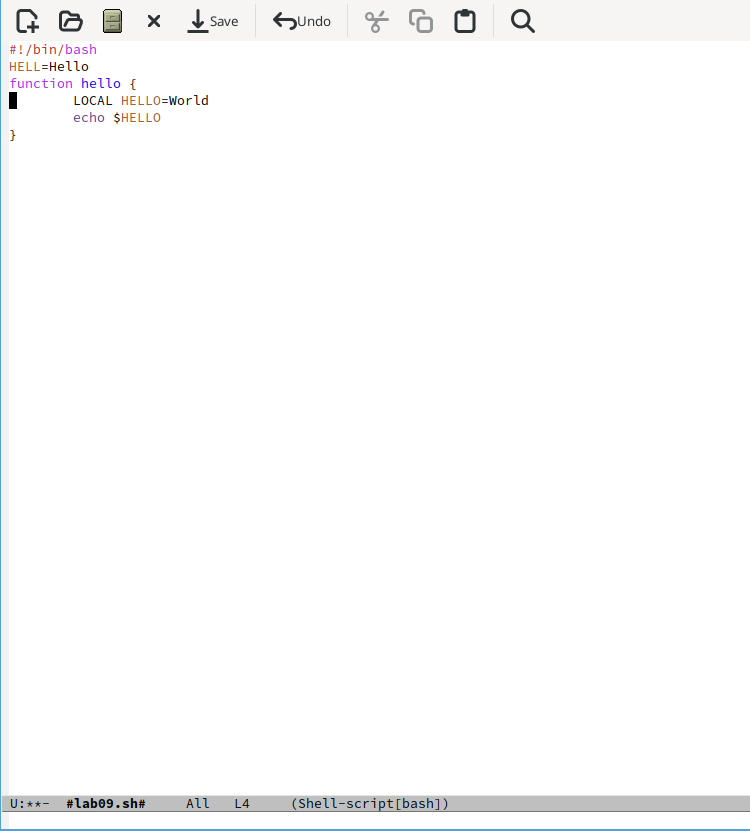 Save Undo
#!/bin/bash
HELL=Hello
function hello {
        LOCAL HELLO=World
        echo $HELLO
}
U:**-  #lab09.sh#     All   L4     (Shell-script[bash])